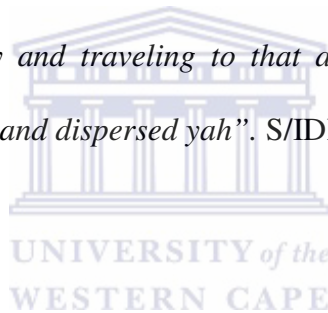 and traveling to that
and dispersed yah”. S/ID
UNIVERSITY of the
WESTERN CAPE